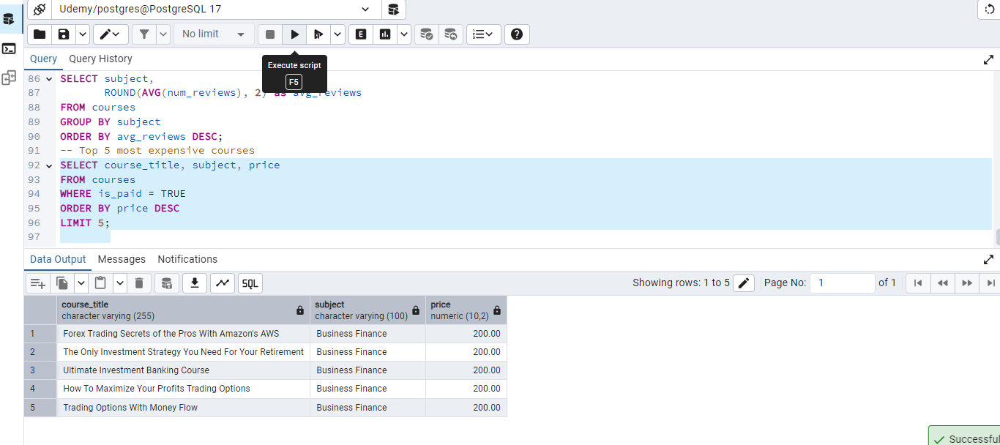 Udemy/postgres@PostgreSQL 17
No limit
Query Query History
Execute script
F5
86 SELECT subject,
87 ROUND(AVG(num_reviews), 2) as avg_reviews
88 FROM courses
89 GROUP BY subject
90 ORDER BY avg_reviews DESC;
91 -- Top 5 most expensive courses
92 SELECT course_title, subject, price
93 FROM courses
94 WHERE is_paid = TRUE
95 ORDER BY price DESC
96 LIMIT 5;
97
Data Output Messages Notifications
SQL Showing rows: 1 to 5 Page No: 1 of 1
course_title subject price
character varying (255) character varying (100) numeric (10,2)
1 Forex Trading Secrets of the Pros With Amazon's AWS Business Finance 200.00
2 The Only Investment Strategy You Need For Your Retirement Business Finance 200.00
3 Ultimate Investment Banking Course Business Finance 200.00
4 How To Maximize Your Profits Trading Options Business Finance 200.00
5 Trading Options With Money Flow Business Finance 200.00
Successful